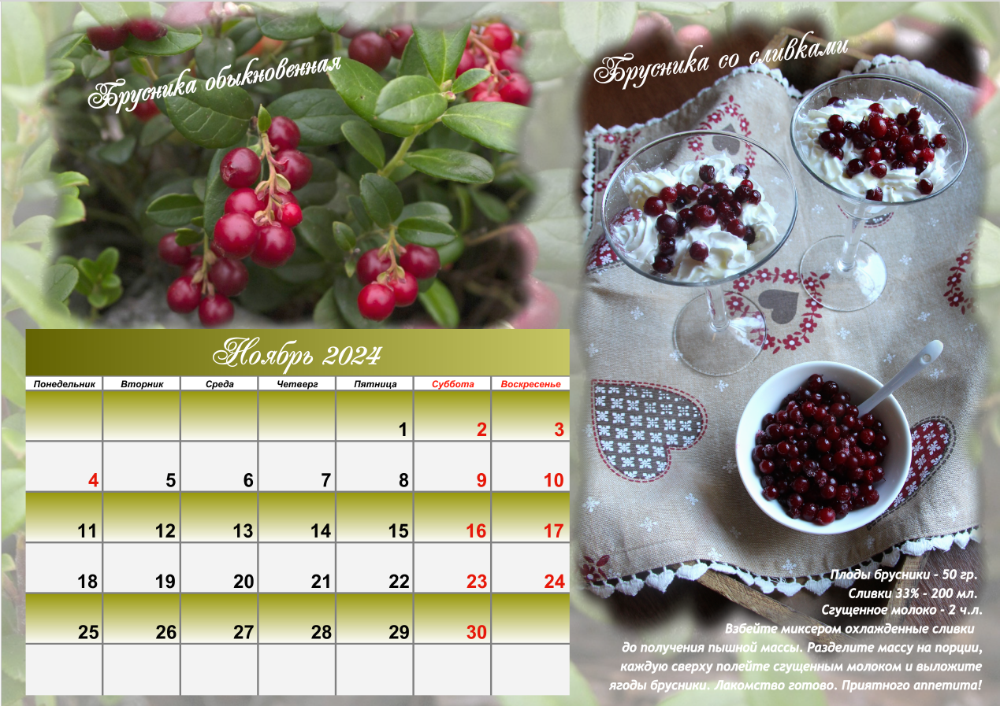 Брусника обыкновенная
Брусника со сливками
Ноябрь 2024
Понедельник Вторник Среда Четверг Пятница Суббота Воскресенье
1 2 3
4 5 6 7 8 9 10
11 12 13 14 15 16 17
18 19 20 21 22 23 24
25 26 27 28 29 30
Плоды брусники - 50 гр.
Сливки 33% - 200 мл.
Сгущенное молоко - 2 ч.л.
Взбейте миксером охлажденные сливки
до получения пышной массы. Разделите массу на порции,
каждую сверху полейте сгущенным молоком и выложите
ягоды брусники. Лакомство готово. Приятного аппетита!